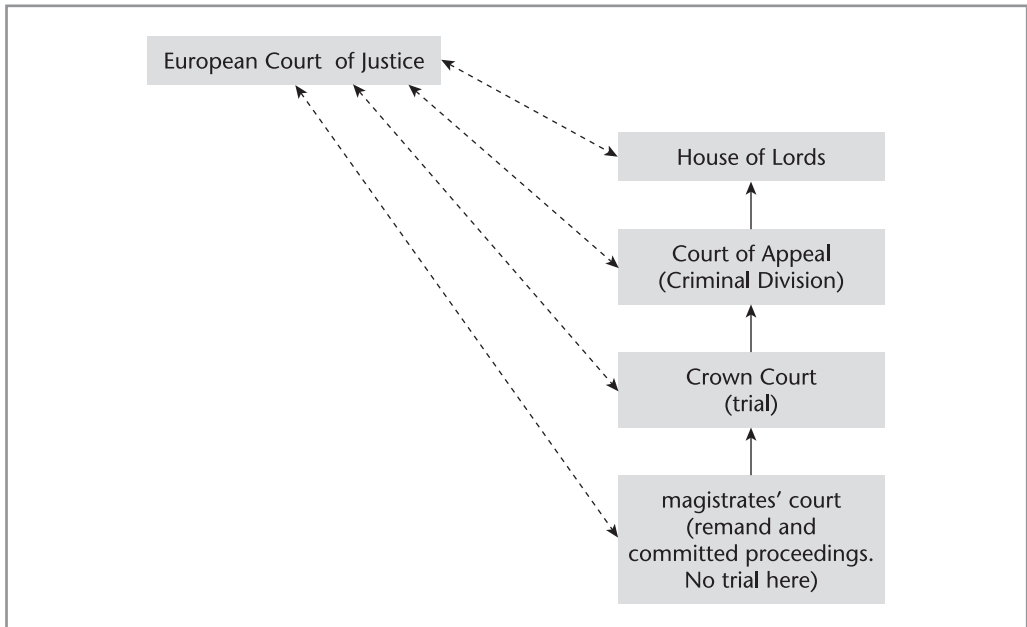 European Court of Justice
House of Lords
Court of Appeal
(Criminal Division)
Crown Court
(trial)
magistrates’ court
(remand and
committed proceedings.
No trial here)